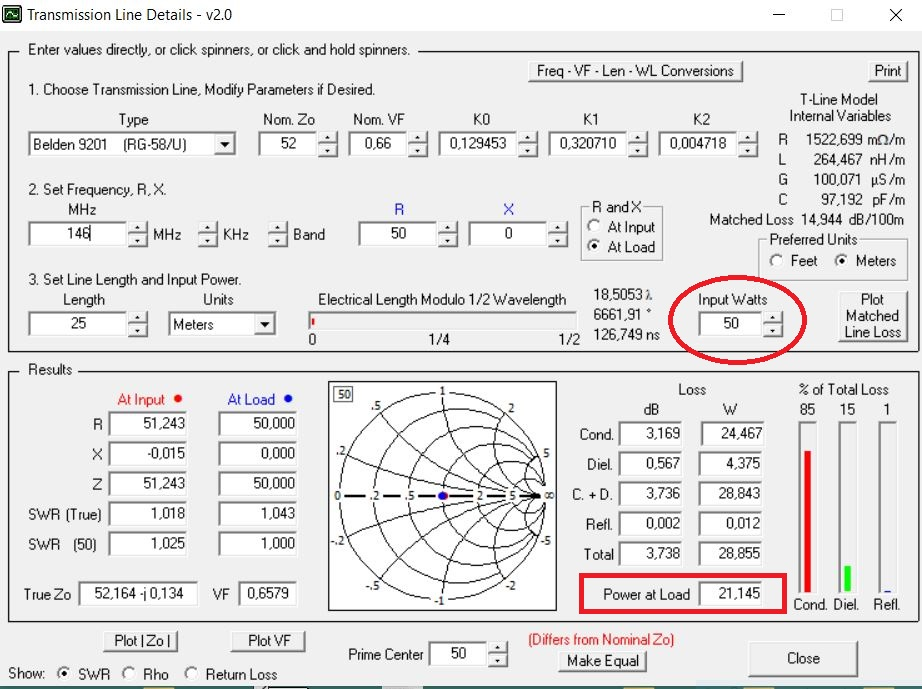 Transmission Line Details - v2.0
Enter values directly, or click spinners, or click and hold spinners.
Freq - VF - Len - WL Conversions
Print
1. Choose Transmission Line, Modify Parameters if Desired.
T-Line Model
Internal Variables
Type Nom. Zo Nom. VF K0 K1 K2
Belden 9201 (RG-58/U) 52 0,66 0,129453 0,320710 0,004718
R 1522,699 mΩ/m
L 264,467 nH/m
G 100,071 µS/m
C 97,192 pF/m
Matched Loss 14,944 dB/100m
2. Set Frequency, R, X.
MHz R X
146 MHz KHz Band 50 0
R and X
At Input
At Load
Preferred Units
Feet Meters
3. Set Line Length and Input Power.
Length Units Electrical Length Modulo 1/2 Wavelength
25 Meters
0 1/4 1/2
18,5053 λ
6661,91 °
126,749 ns
Input Watts
50
Plot
Matched
Line Loss
Results
At Input At Load
R 51,243 50,000
X -0,015 0,000
Z 51,243 50,000
SWR (True) 1,018 1,043
SWR (50) 1,025 1,000
True Zo 52,164 -j 0,134 VF 0,6579
50
1
.5 2
.2 5
0 .2 .5 2 5 ∞
-.2 -5
-.5 -2
-1
Loss
dB W
Cond. 3,169 24,467
Diel. 0,567 4,375
C. + D. 3,736 28,843
Refl. 0,002 0,012
Total 3,738 28,855
Power at Load 21,145
% of Total Loss
85 15 1
Cond. Diel. Refl.
Plot |Zo| Plot VF
Show: SWR Rho Return Loss
Prime Center 50
(Differs from Nominal Zo)
Make Equal
Close